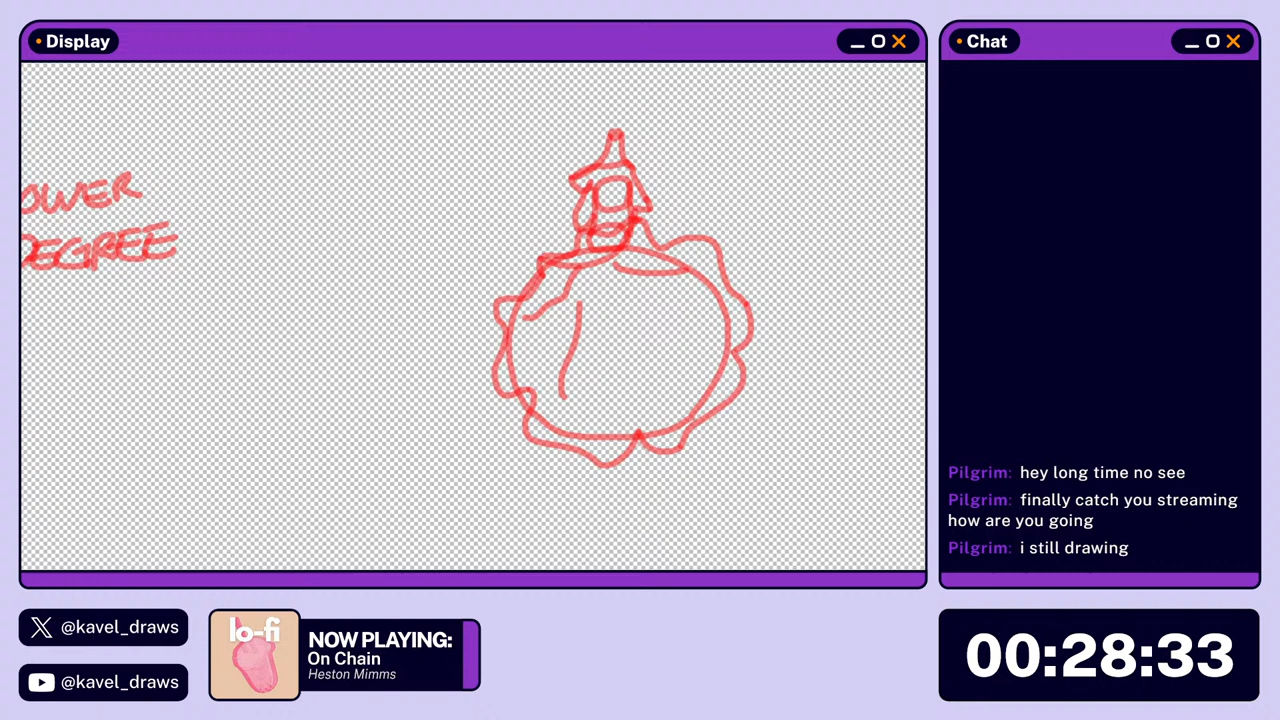 Display
OWER
DEGREE
Chat
Pilgrim: hey long time no see
Pilgrim: finally catch you streaming
how are you going
Pilgrim: i still drawing
@kavel_draws
@kavel_draws
lo-fi
NOW PLAYING:
On Chain
Heston Mimms
00:28:33